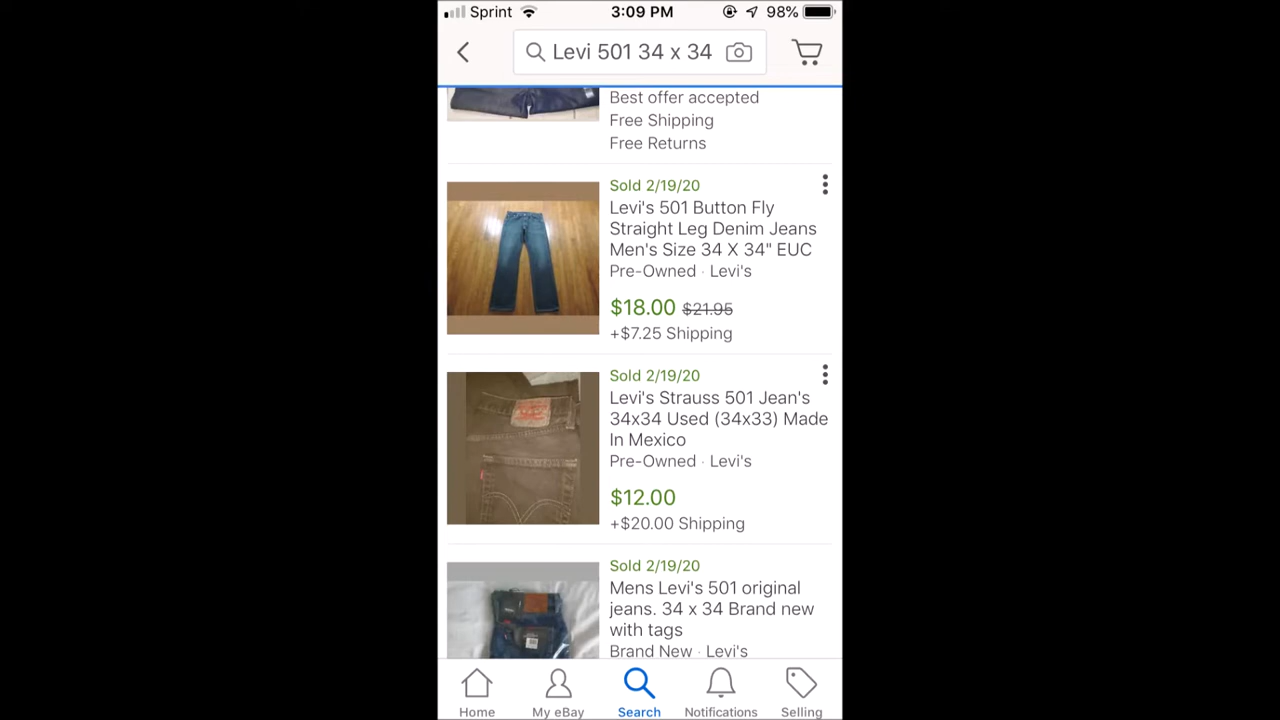 Sprint 3:09 PM 98%
Levi 501 34 x 34
Best offer accepted
Free Shipping
Free Returns
Sold 2/19/20
Levi's 501 Button Fly
Straight Leg Denim Jeans
Men's Size 34 X 34" EUC
Pre-Owned · Levi's
$18.00 $21.95
+$7.25 Shipping
Sold 2/19/20
Levi's Strauss 501 Jean's
34x34 Used (34x33) Made
In Mexico
Pre-Owned · Levi's
$12.00
+$20.00 Shipping
Sold 2/19/20
Mens Levi's 501 original
jeans. 34 x 34 Brand new
with tags
Brand New · Levi's
Home My eBay Search Notifications Selling